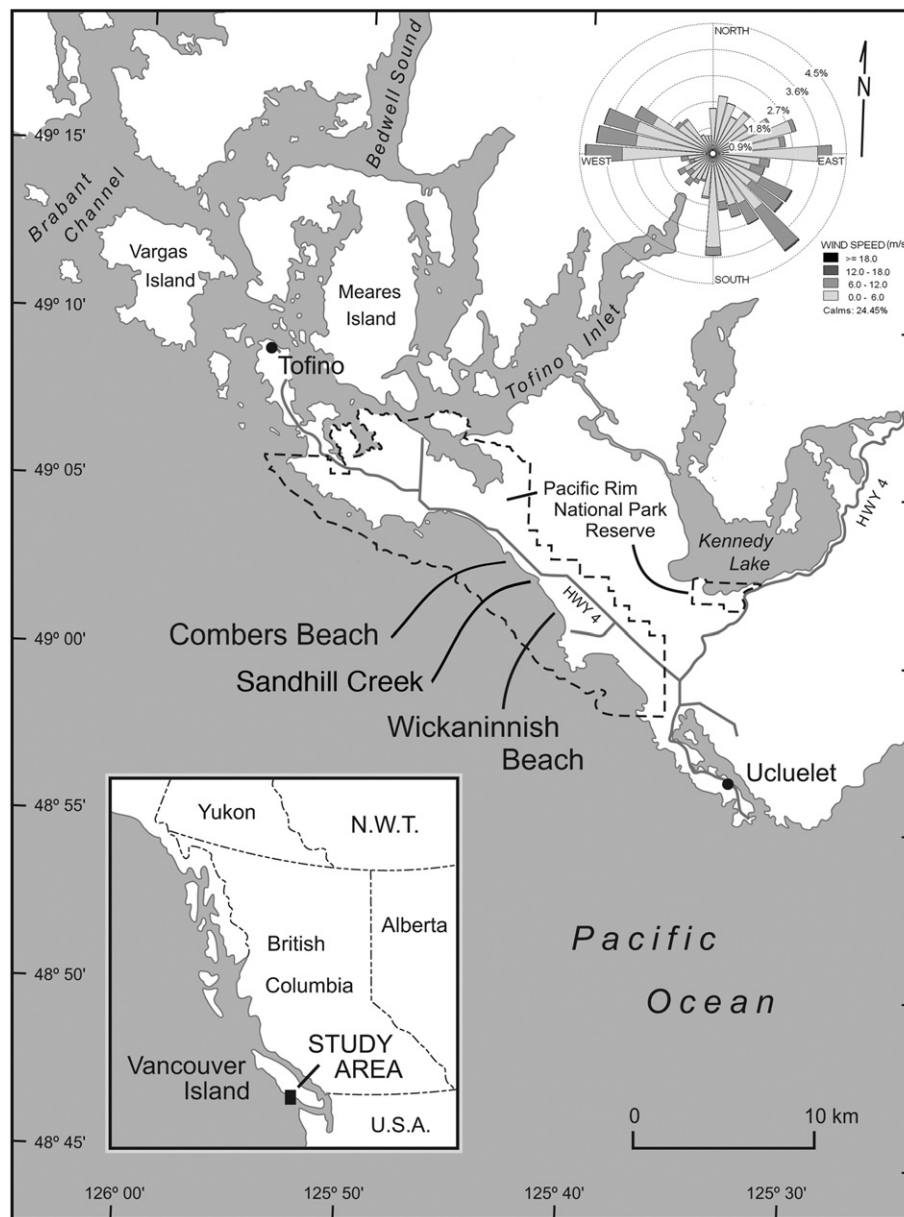 NORTH
4.5%
3.6%
2.7%
1.8%
0.9%
WEST
EAST
SOUTH
N
WIND SPEED (m/s
>= 18.0
12.0 - 18.0
6.0 - 12.0
0.0 - 6.0
Calms: 24.45%
Bedwell Sound
49° 15'
Brabant
Channel
Vargas
Island
Meares
Island
49° 10'
Tofino
Tofino Inlet
49° 05'
Pacific Rim
National Park
Reserve
Kennedy
Lake
HWY 4
HWY 4
49° 00'
Combers Beach
Sandhill Creek
Wickaninnish
Beach
Ucluelet
48° 55'
Yukon
N.W.T.
Alberta
British
Columbia
STUDY
AREA
Vancouver
Island
U.S.A.
48° 50'
Pacific
Ocean
0 10 km
48° 45'
126° 00' 125° 50' 125° 40' 125° 30'